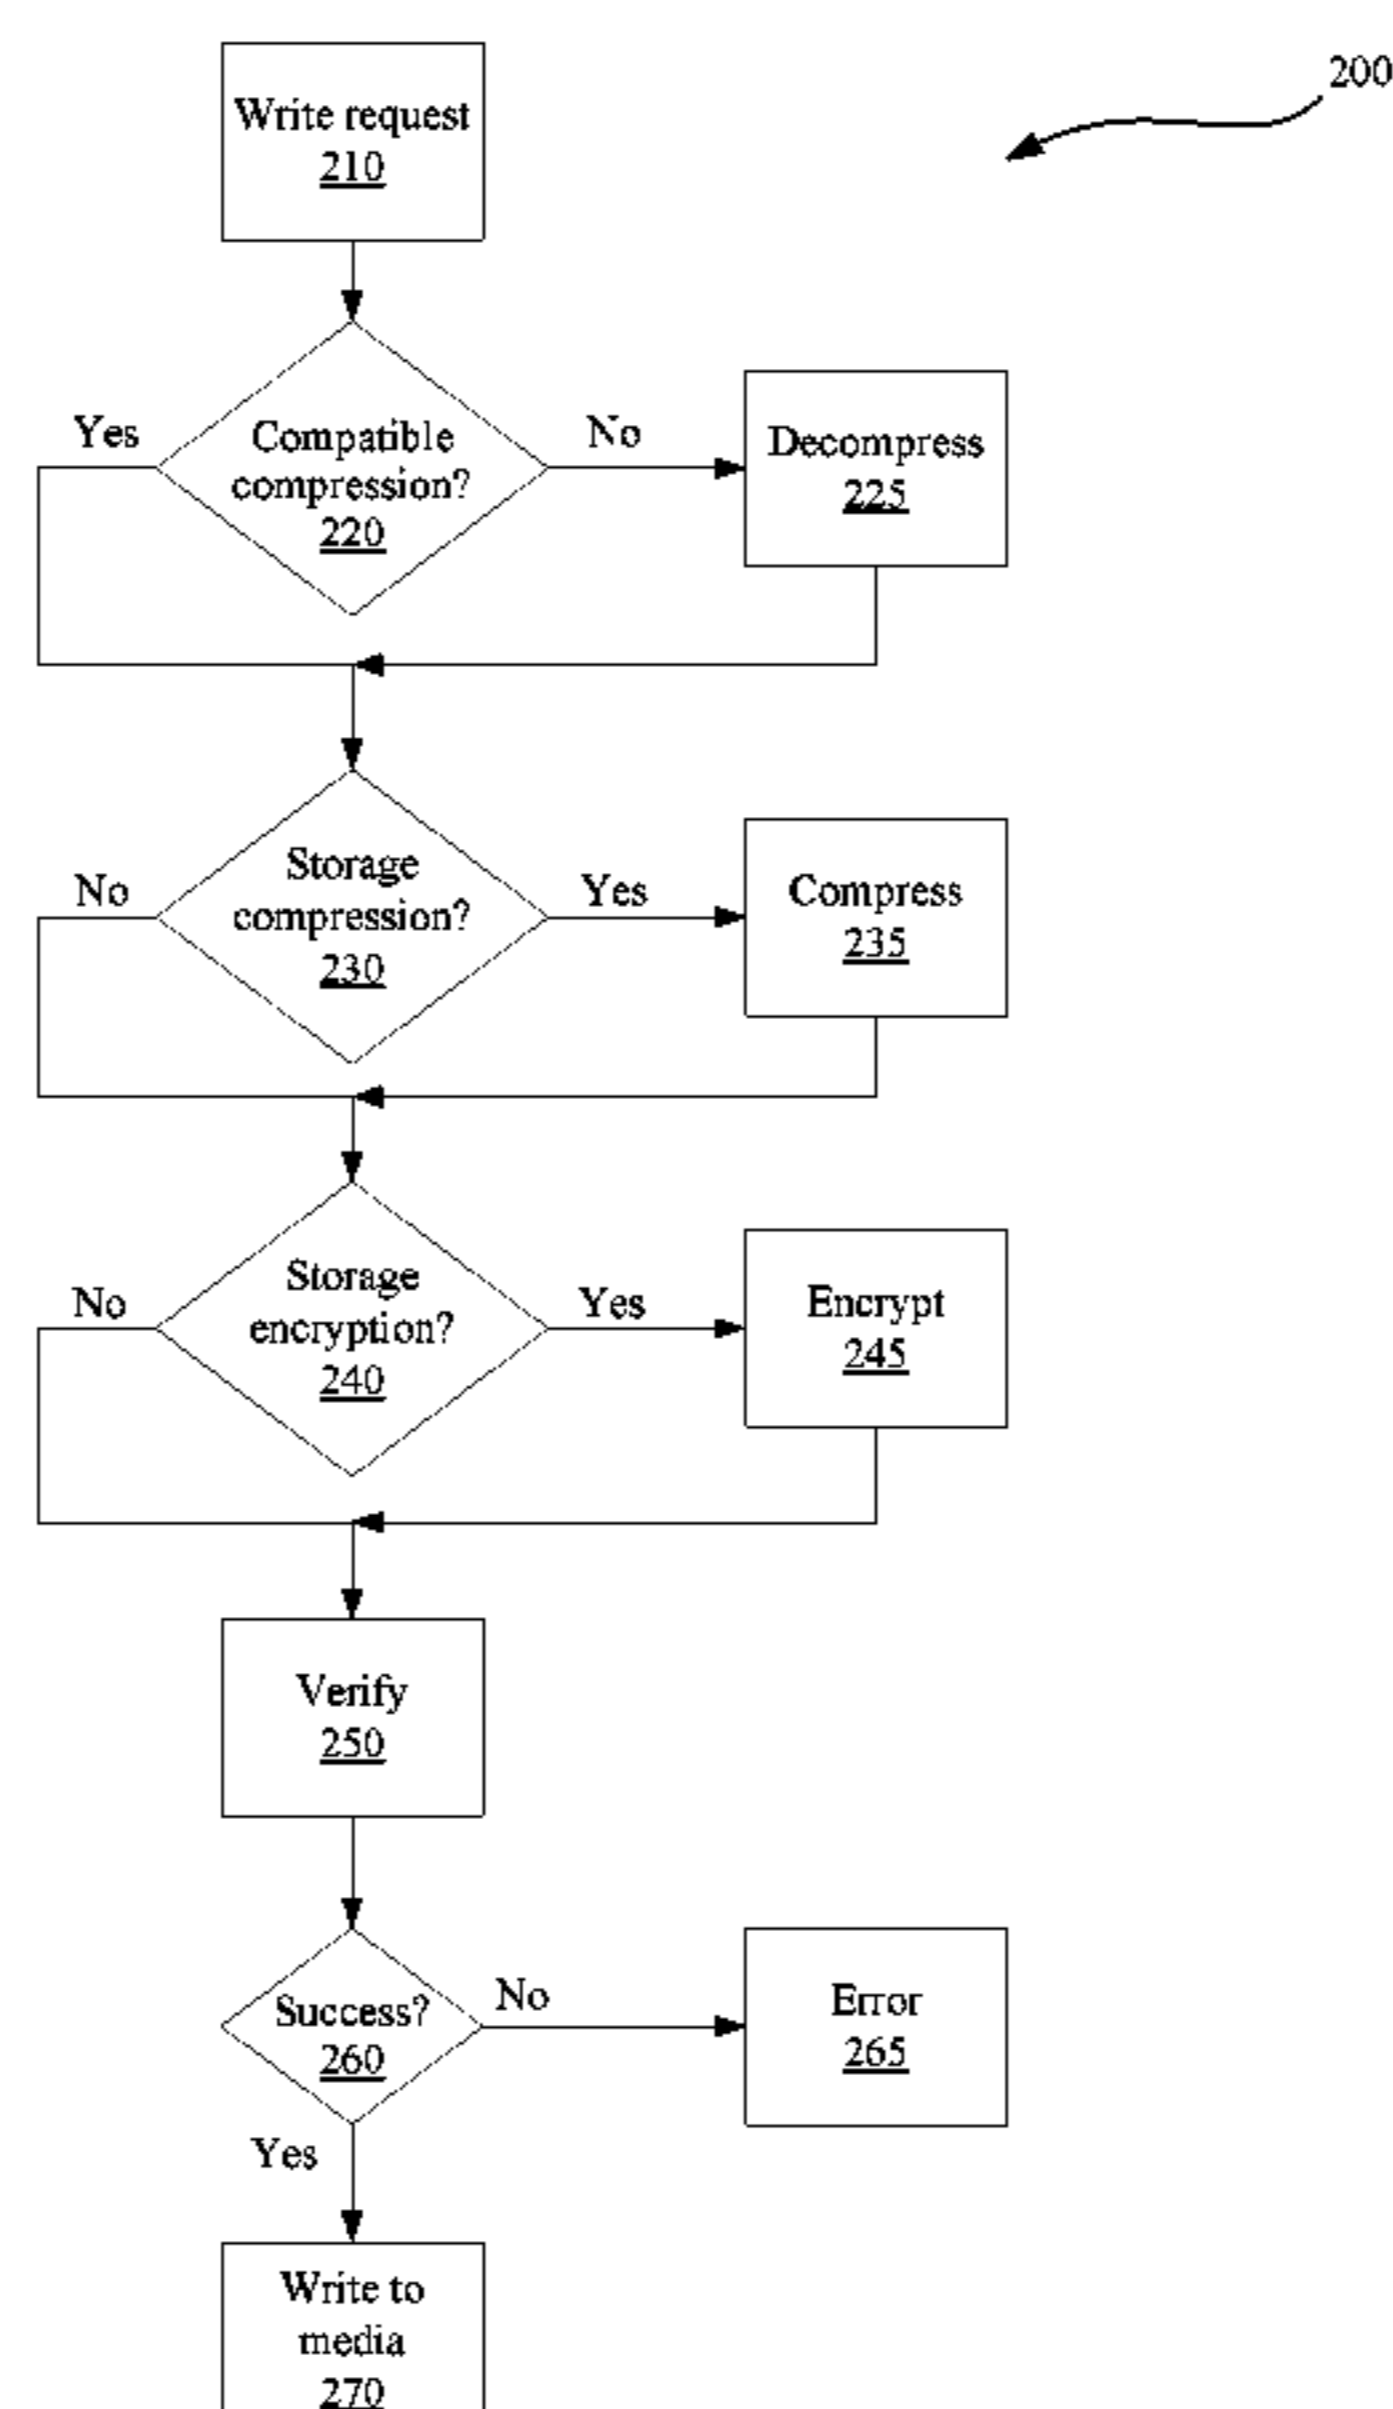 200
Write request
210
Yes
Compatible
compression?
220
No
Decompress
225
No
Storage
compression?
230
Yes
Compress
235
No
Storage
encryption?
240
Yes
Encrypt
245
Verify
250
Success?
260
No
Error
265
Yes
Write to
media
270